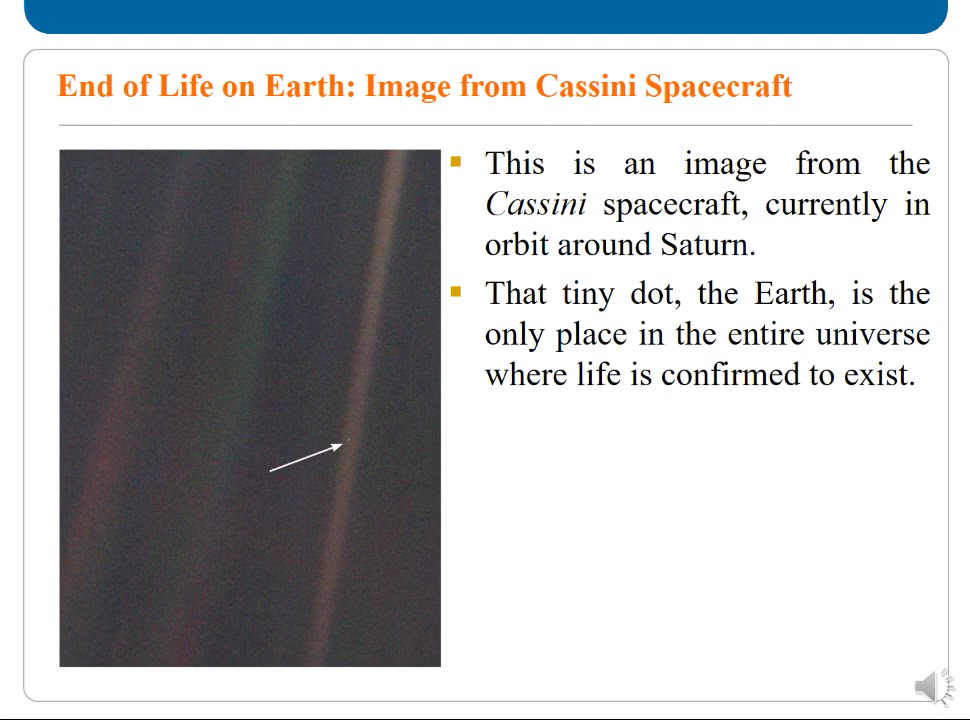 End of Life on Earth: Image from Cassini Spacecraft
This is an image from the
Cassini spacecraft, currently in
orbit around Saturn.
That tiny dot, the Earth, is the
only place in the entire universe
where life is confirmed to exist.